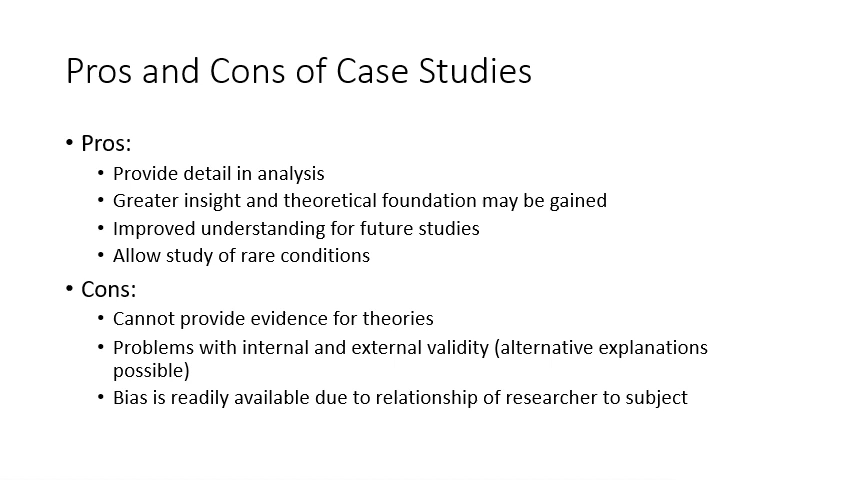 Pros and Cons of Case Studies
• Pros:
• Provide detail in analysis
• Greater insight and theoretical foundation may be gained
• Improved understanding for future studies
• Allow study of rare conditions
• Cons:
• Cannot provide evidence for theories
• Problems with internal and external validity (alternative explanations
possible)
• Bias is readily available due to relationship of researcher to subject